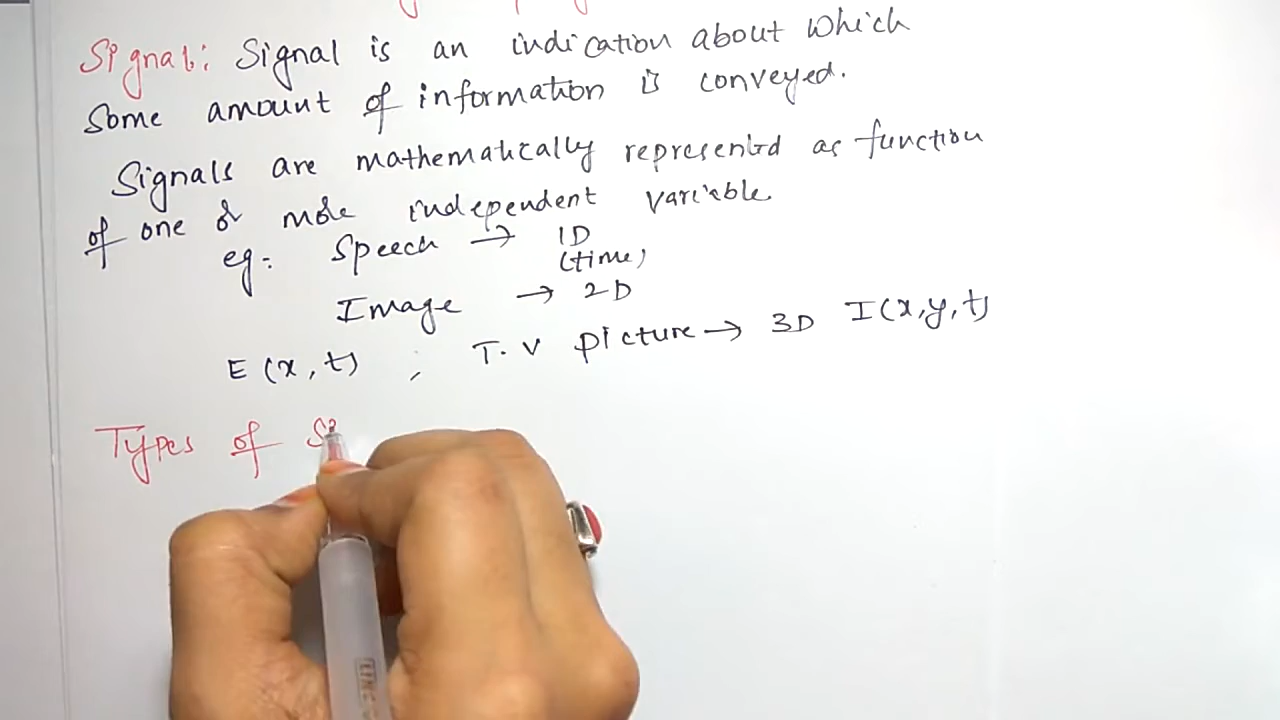 Signal: Signal is an indication about which
Some amount of information is conveyed.
Signals are mathematically represented as function
of one or more independent variable
eg: Speech → 1D
(time)
Image → 2D
E (x, t) ; T.V picture → 3D I(x,y,t)
Types of Si